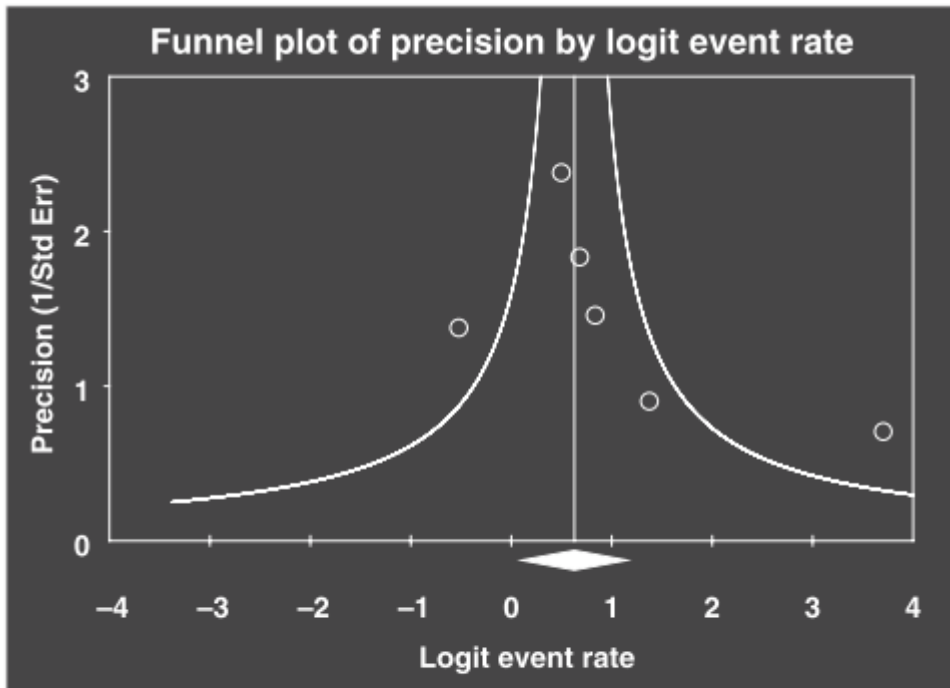 Funnel plot of precision by logit event rate
Precision (1/Std Err)
3
2
1
0
–4 –3 –2 –1 0 1 2 3 4
Logit event rate